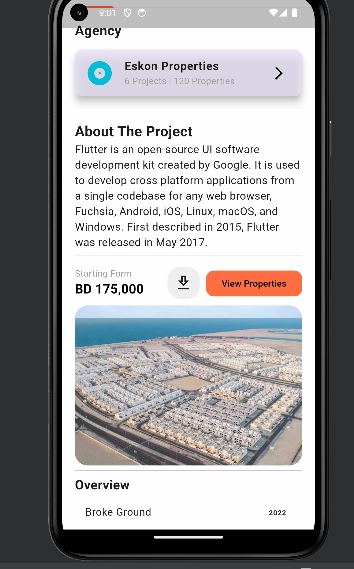 9:01
Agency
Eskon Properties
6 Projects | 120 Properties
About The Project
Flutter is an open-source UI software
development kit created by Google. It is used
to develop cross platform applications from
a single codebase for any web browser,
Fuchsia, Android, iOS, Linux, macOS, and
Windows. First described in 2015, Flutter
was released in May 2017.
Starting Form
BD 175,000
View Properties
Overview
Broke Ground
2022